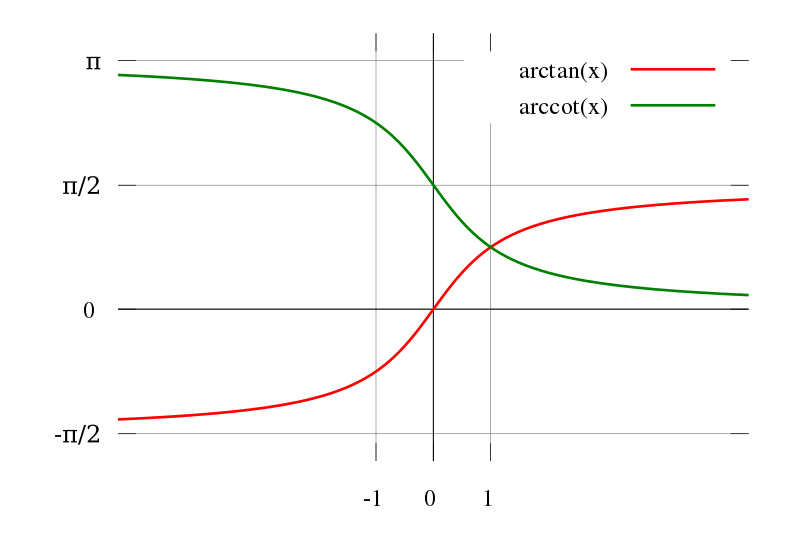 π
arctan(x)
arccot(x)
π/2
0
-π/2
-1 0 1